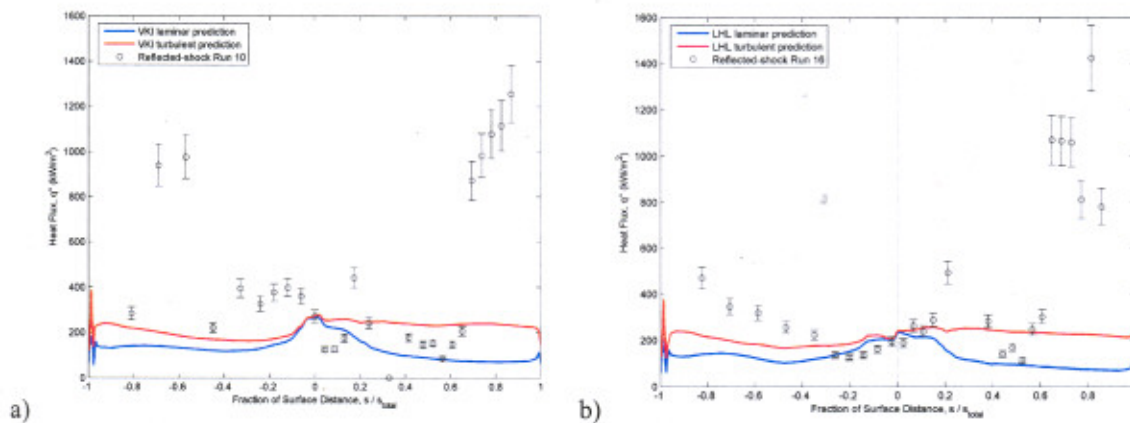 1600
1400
1200
1000
800
600
400
200
0
Heat Flux, q" (kW/m²)
VKI laminar prediction
VKI turbulent prediction
Reflected-shock Run 10
-1 -0.8 -0.6 -0.4 -0.2 0 0.2 0.4 0.6 0.8 1
Fraction of Surface Distance, s / s_total
a)
1600
1400
1200
1000
800
600
400
200
0
Heat Flux, q" (kW/m²)
LHL laminar prediction
LHL turbulent prediction
Reflected-shock Run 16
-1 -0.8 -0.6 -0.4 -0.2 0 0.2 0.4 0.6 0.8 1
Fraction of Surface Distance, s / s_total
b)